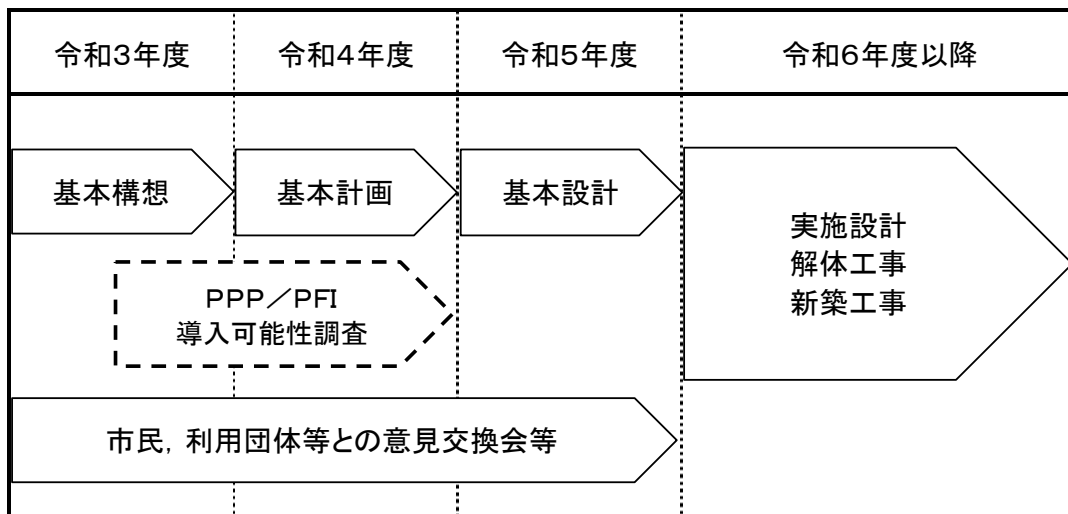 令和３年度
令和４年度
令和５年度
令和６年度以降
基本構想
基本計画
基本設計
実施設計
解体工事
新築工事
ＰＰＰ／ＰＦＩ
導入可能性調査
市民，利用団体等との意見交換会等